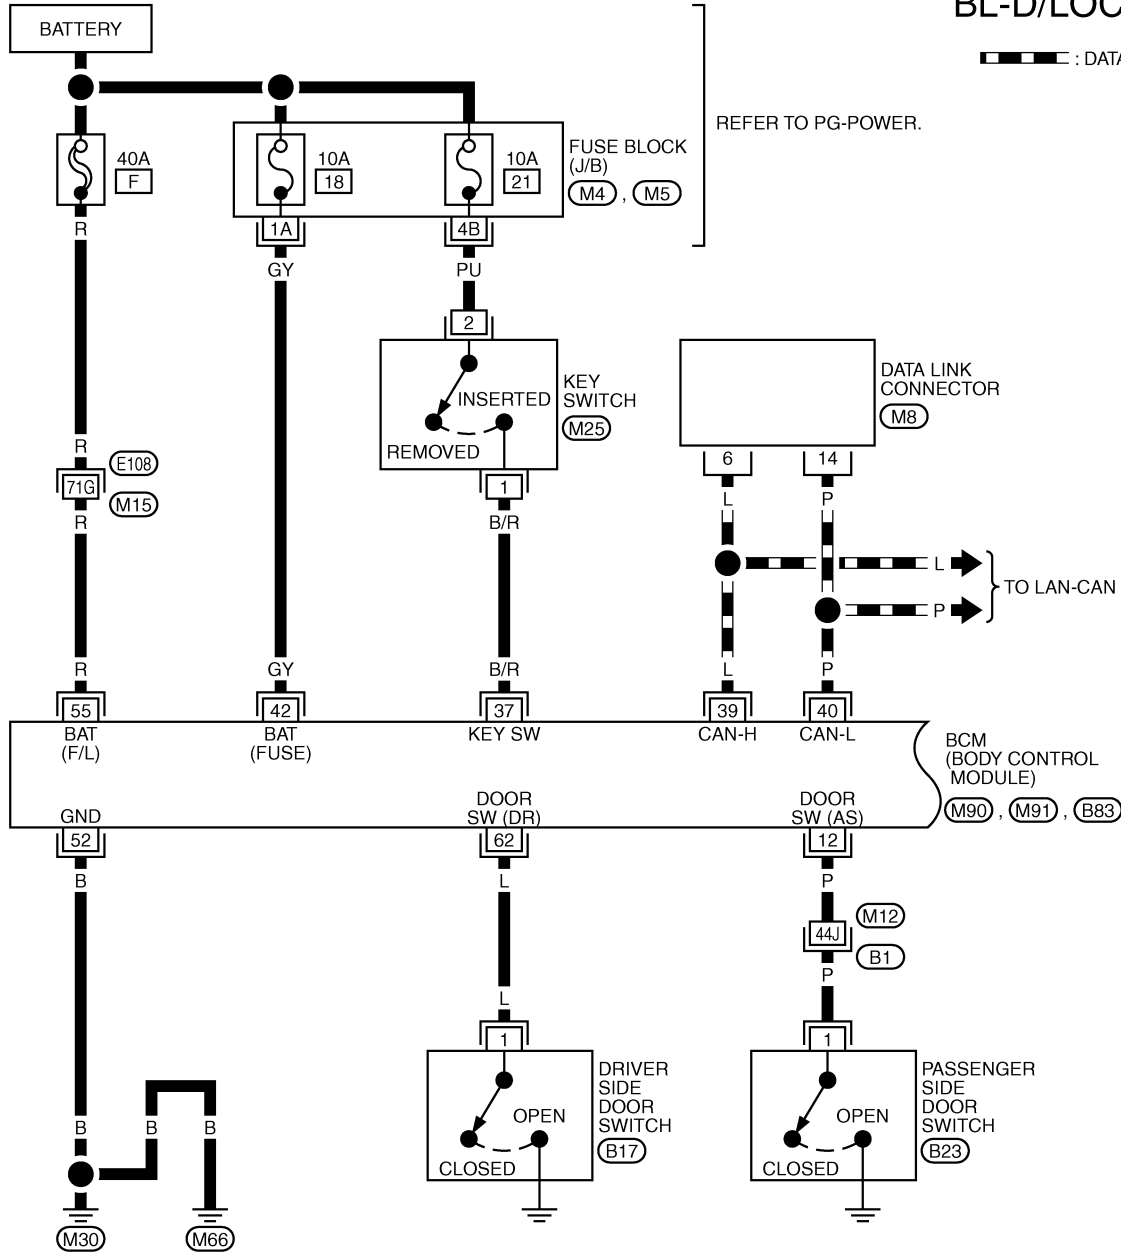 BL-D/LOC
: DATA
BATTERY
REFER TO PG-POWER.
40A
F
10A
18
10A
21
FUSE BLOCK
(J/B)
M4 , M5
R
1A
4B
GY
PU
2
KEY
SWITCH
M25
INSERTED
REMOVED
DATA LINK
CONNECTOR
M8
R
E108
71G
M15
R
1
B/R
6
14
L
P
L
P
TO LAN-CAN
R
GY
B/R
L
P
55
42
37
39
40
BAT
(F/L)
BAT
(FUSE)
KEY SW
CAN-H
CAN-L
BCM
(BODY CONTROL
MODULE)
M90 , M91 , B83
GND
DOOR
SW (DR)
DOOR
SW (AS)
52
62
12
B
L
P
M12
44J
B1
L
P
1
1
DRIVER
SIDE
DOOR
SWITCH
B17
OPEN
CLOSED
PASSENGER
SIDE
DOOR
SWITCH
B23
OPEN
CLOSED
B
B
B
M30
M66